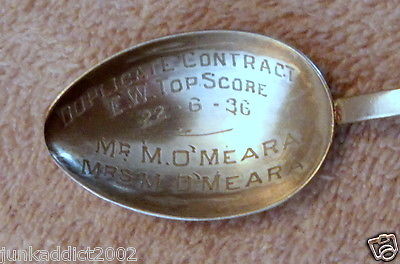 DUPLICATE CONTRACT
E.W. TOP SCORE
22-6-36
MR M. O'MEARA
MRS M. O'MEARA
junkaddict2002